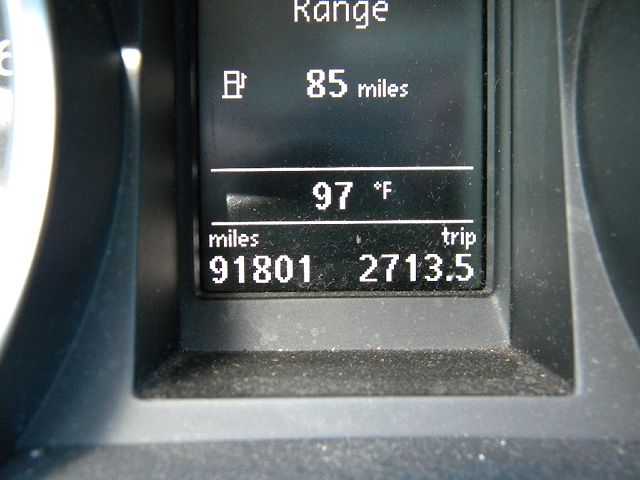 Range
85 miles
97 °F
miles trip
91801 2713.5